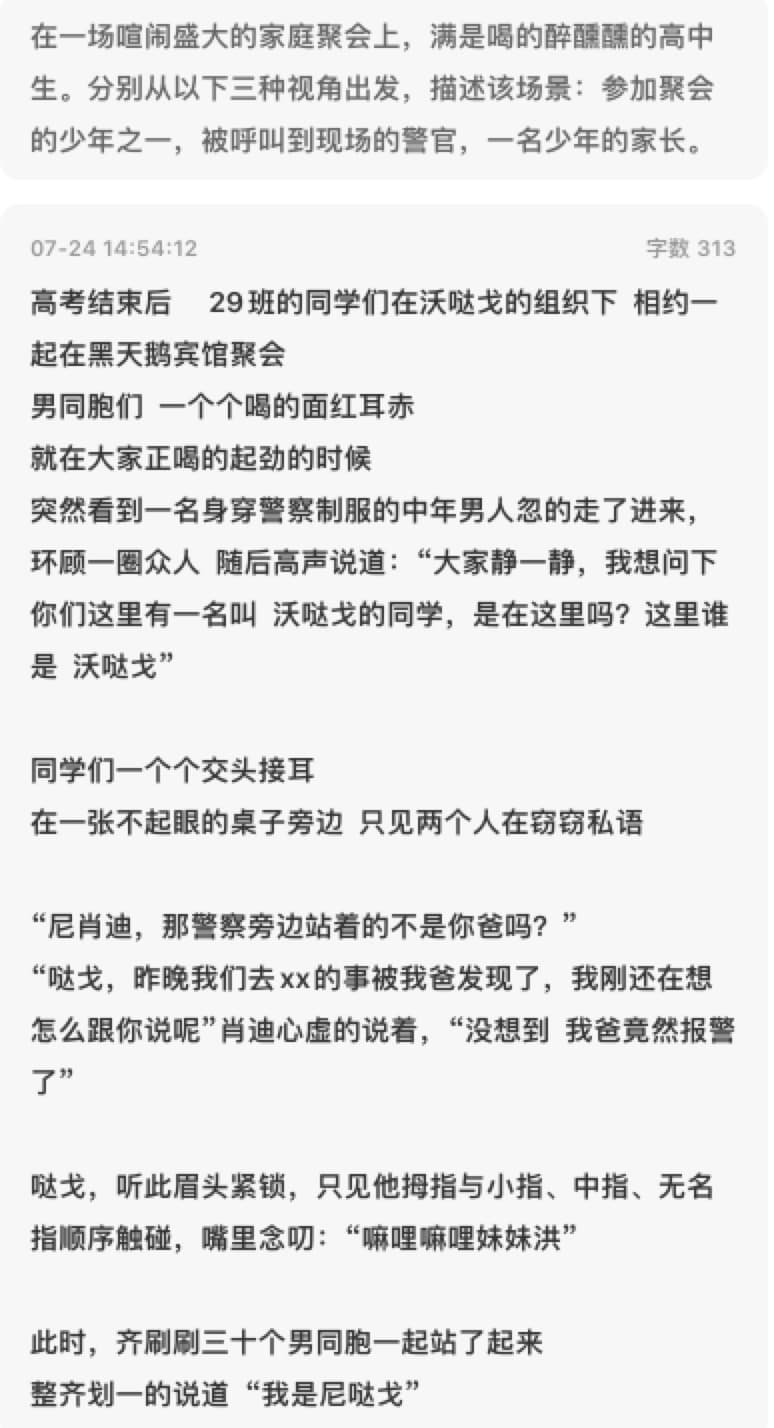 在一场喧闹盛大的家庭聚会上，满是喝的醉醺醺的高中
生。分别从以下三种视角出发，描述该场景：参加聚会
的少年之一，被呼叫到现场的警官，一名少年的家长。
07-24 14:54:12 字数 313
高考结束后 29班的同学们在沃哒戈的组织下 相约一
起在黑天鹅宾馆聚会
男同胞们 一个个喝的面红耳赤
就在大家正喝的起劲的时候
突然看到一名身穿警察制服的中年男人忽的走了进来，
环顾一圈众人 随后高声说道：“大家静一静，我想问下
你们这里有一名叫 沃哒戈的同学，是在这里吗？这里谁
是 沃哒戈”
同学们一个个交头接耳
在一张不起眼的桌子旁边 只见两个人在窃窃私语
“尼肖迪，那警察旁边站着的不是你爸吗？”
“哒戈，昨晚我们去xx的事被我爸发现了，我刚还在想
怎么跟你说呢”肖迪心虚的说着，“没想到 我爸竟然报警
了”
哒戈，听此眉头紧锁，只见他拇指与小指、中指、无名
指顺序触碰，嘴里念叨：“嘛哩嘛哩妹妹洪”
此时，齐刷刷三十个男同胞一起站了起来
整齐划一的说道“我是尼哒戈”